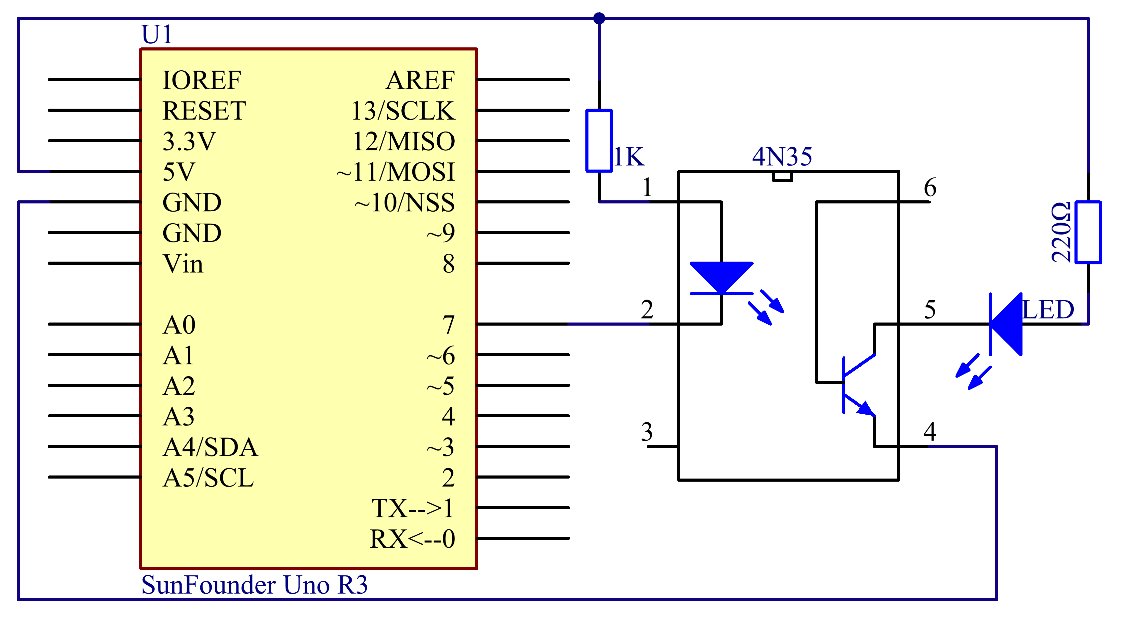 U1
IOREF AREF
RESET 13/SCLK
3.3V 12/MISO
5V ~11/MOSI
GND ~10/NSS
GND ~9
Vin 8
A0 7
A1 ~6
A2 ~5
A3 4
A4/SDA ~3
A5/SCL 2
TX-->1
RX<--0
SunFounder Uno R3
1K
4N35
1
2
3
6
5
4
LED
220Ω